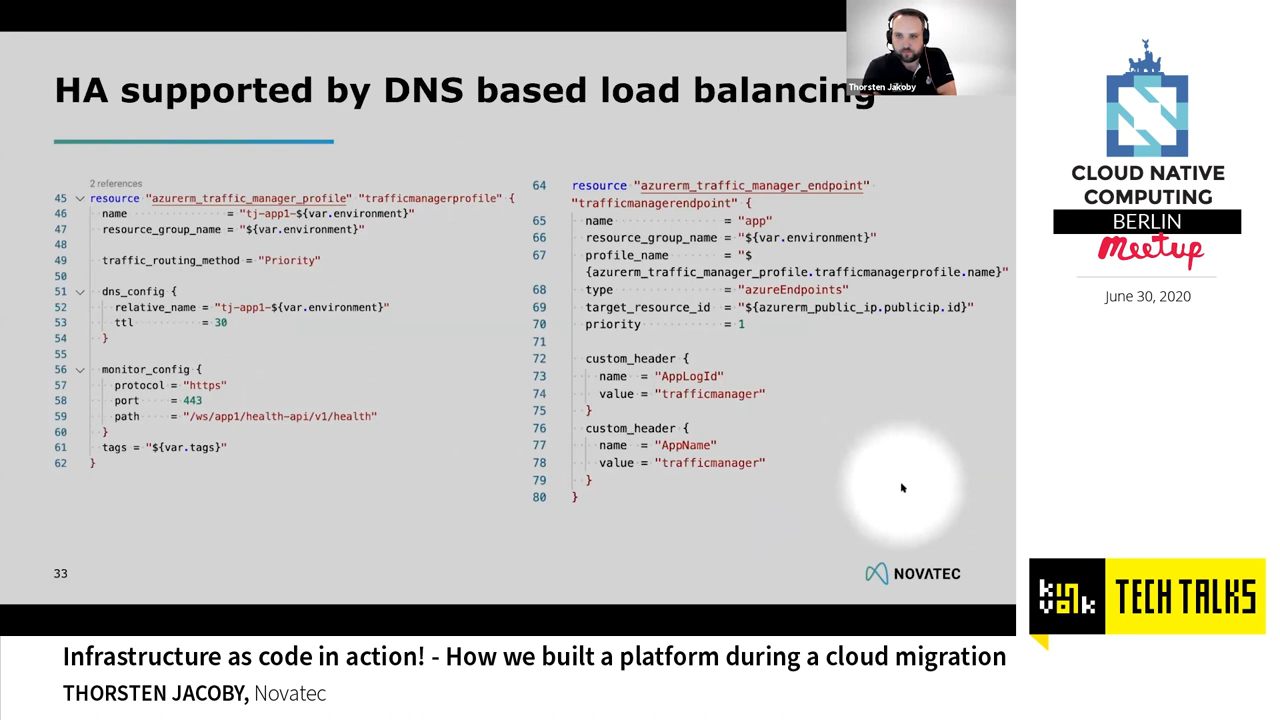 HA supported by DNS based load balancing
Thorsten Jakoby
2 references
45 resource "azurerm_traffic_manager_profile" "trafficmanagerprofile" {
46 name = "tj-app1-${var.environment}"
47 resource_group_name = "${var.environment}"
48
49 traffic_routing_method = "Priority"
50
51 dns_config {
52 relative_name = "tj-app1-${var.environment}"
53 ttl = 30
54 }
55
56 monitor_config {
57 protocol = "https"
58 port = 443
59 path = "/ws/app1/health-api/v1/health"
60 }
61 tags = "${var.tags}"
62 }
64 resource "azurerm_traffic_manager_endpoint"
"trafficmanagerendpoint" {
65 name = "app"
66 resource_group_name = "${var.environment}"
67 profile_name = "$
{azurerm_traffic_manager_profile.trafficmanagerprofile.name}"
68 type = "azureEndpoints"
69 target_resource_id = "${azurerm_public_ip.publicip.id}"
70 priority = 1
71
72 custom_header {
73 name = "AppLogId"
74 value = "trafficmanager"
75 }
76 custom_header {
77 name = "AppName"
78 value = "trafficmanager"
79 }
80 }
33
NOVATEC
CLOUD NATIVE
COMPUTING
BERLIN
meetup
June 30, 2020
kinvolk
TECH TALKS
Infrastructure as code in action! - How we built a platform during a cloud migration
THORSTEN JACOBY, Novatec